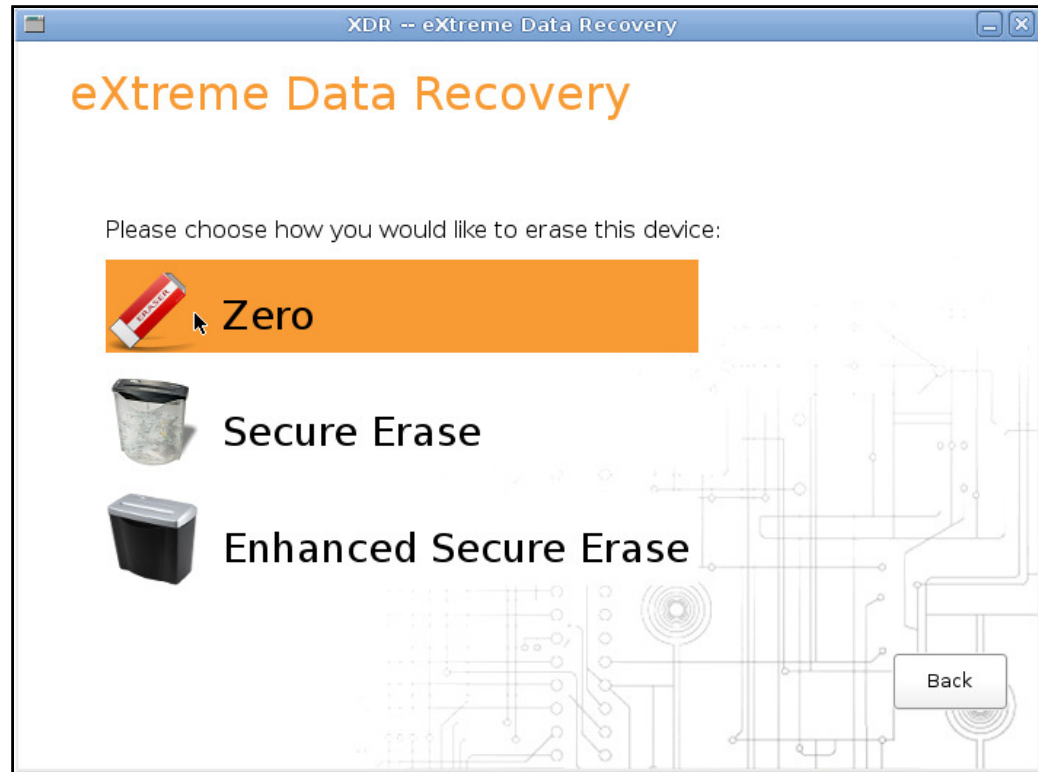 XDR -- eXtreme Data Recovery
eXtreme Data Recovery
Please choose how you would like to erase this device:
ERASER
Zero
Secure Erase
Enhanced Secure Erase
Back